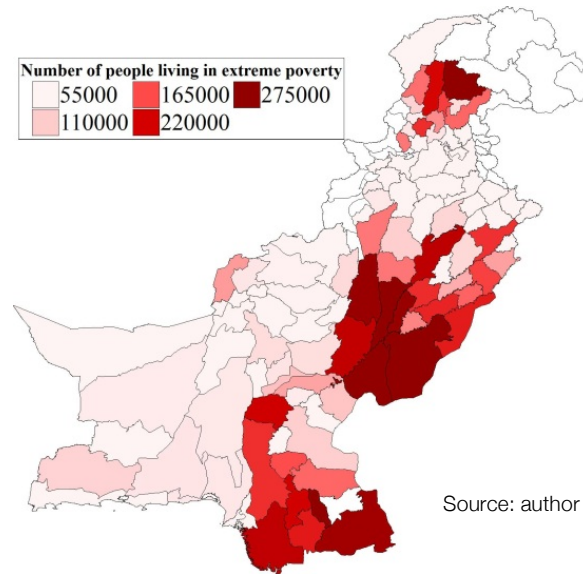 Number of people living in extreme poverty
55000 165000 275000
110000 220000
Source: author